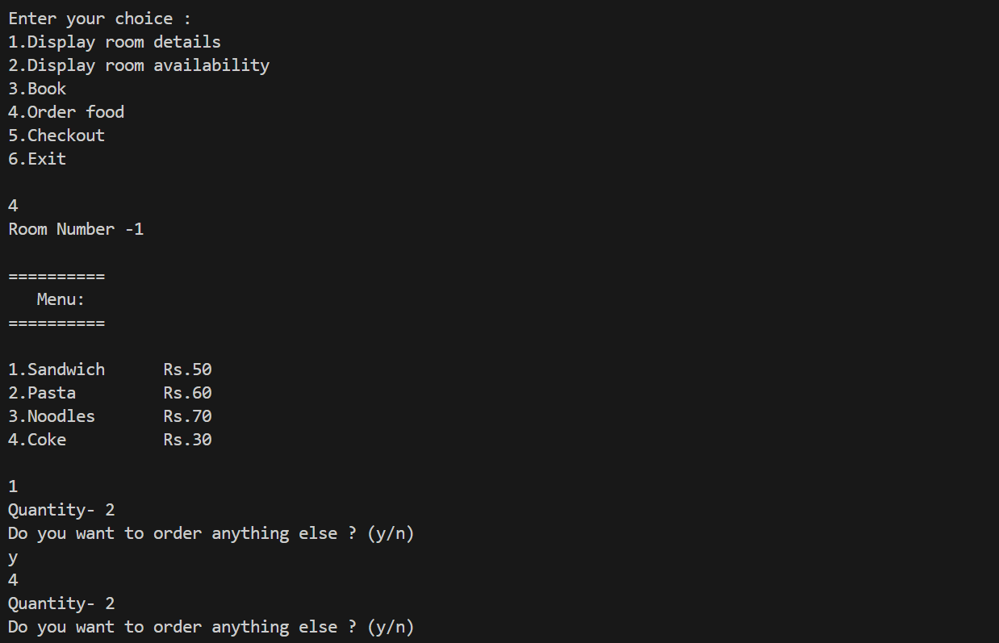 Enter your choice :
1.Display room details
2.Display room availability
3.Book
4.Order food
5.Checkout
6.Exit
4
Room Number -1
==========
Menu:
==========
1.Sandwich Rs.50
2.Pasta Rs.60
3.Noodles Rs.70
4.Coke Rs.30
1
Quantity- 2
Do you want to order anything else ? (y/n)
y
4
Quantity- 2
Do you want to order anything else ? (y/n)